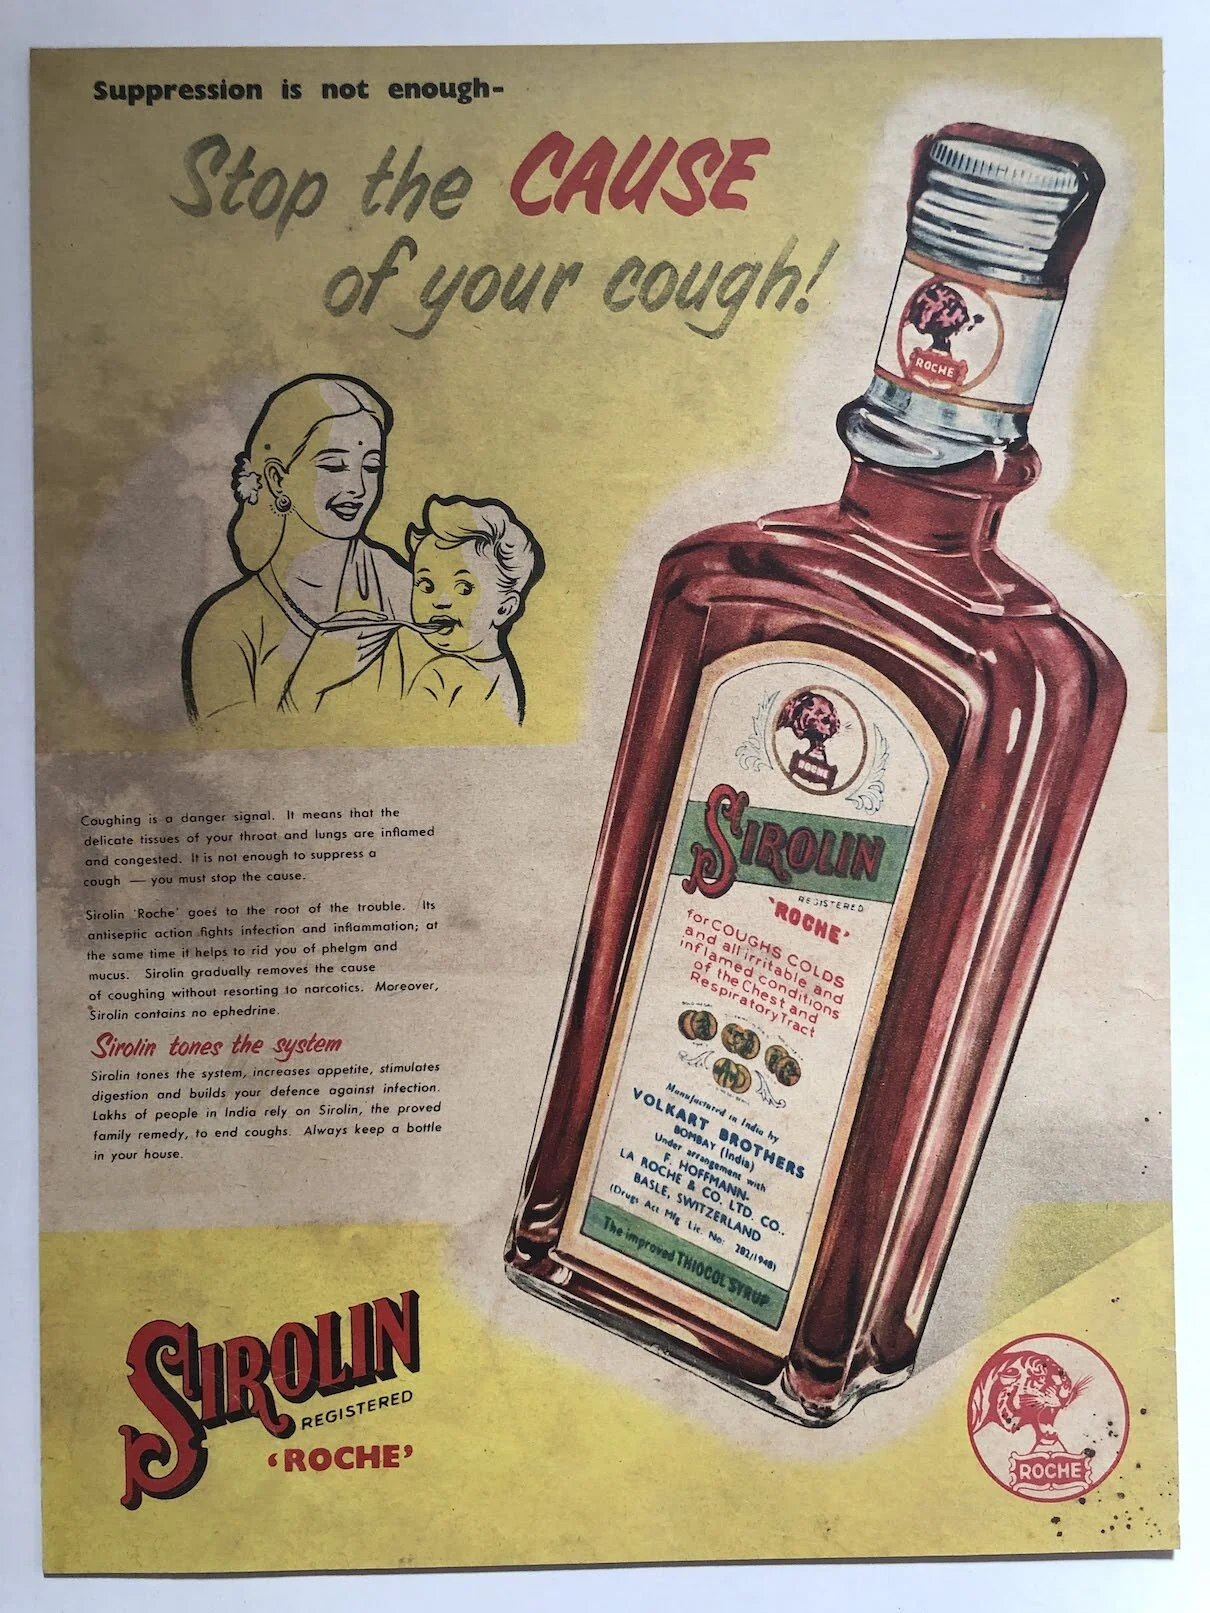 Suppression is not enough-
Stop the CAUSE
of your cough!
ROCHE
Coughing is a danger signal. It means that the
delicate tissues of your throat and lungs are inflamed
and congested. It is not enough to suppress a
cough — you must stop the cause.
Sirolin 'Roche' goes to the root of the trouble. Its
antiseptic action fights infection and inflammation; at
the same time it helps to rid you of phelgm and
mucus. Sirolin gradually removes the cause
of coughing without resorting to narcotics. Moreover,
Sirolin contains no ephedrine.
Sirolin tones the system
Sirolin tones the system, increases appetite, stimulates
digestion and builds your defence against infection.
Lakhs of people in India rely on Sirolin, the proved
family remedy, to end coughs. Always keep a bottle
in your house.
ROCHE
SIROLIN
REGISTERED
'ROCHE'
for COUGHS COLDS
and all irritable and
inflamed conditions
of the Chest and
Respiratory Tract
Manufactured in India by
VOLKART BROTHERS
BOMBAY (India)
Under arrangement with
F. HOFFMANN-
LA ROCHE & CO. LTD. CO.,
BASLE, SWITZERLAND
(Drugs Act Mfg Lic. No: 282/1948)
The improved THIOCOL SYRUP
SIROLIN
REGISTERED
'ROCHE'
ROCHE